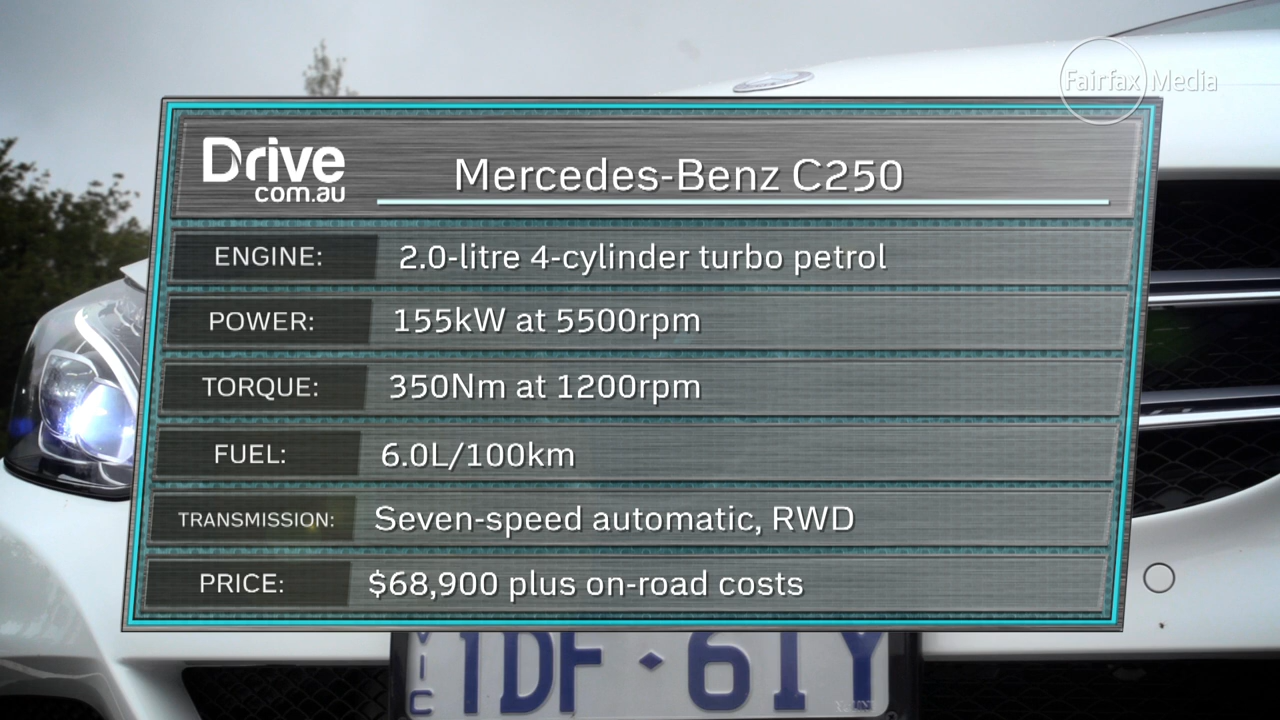 Fairfax Media
Drive
com.au
Mercedes-Benz C250
ENGINE: 2.0-litre 4-cylinder turbo petrol
POWER: 155kW at 5500rpm
TORQUE: 350Nm at 1200rpm
FUEL: 6.0L/100km
TRANSMISSION: Seven-speed automatic, RWD
PRICE: $68,900 plus on-road costs
VIC 1DF·6IY